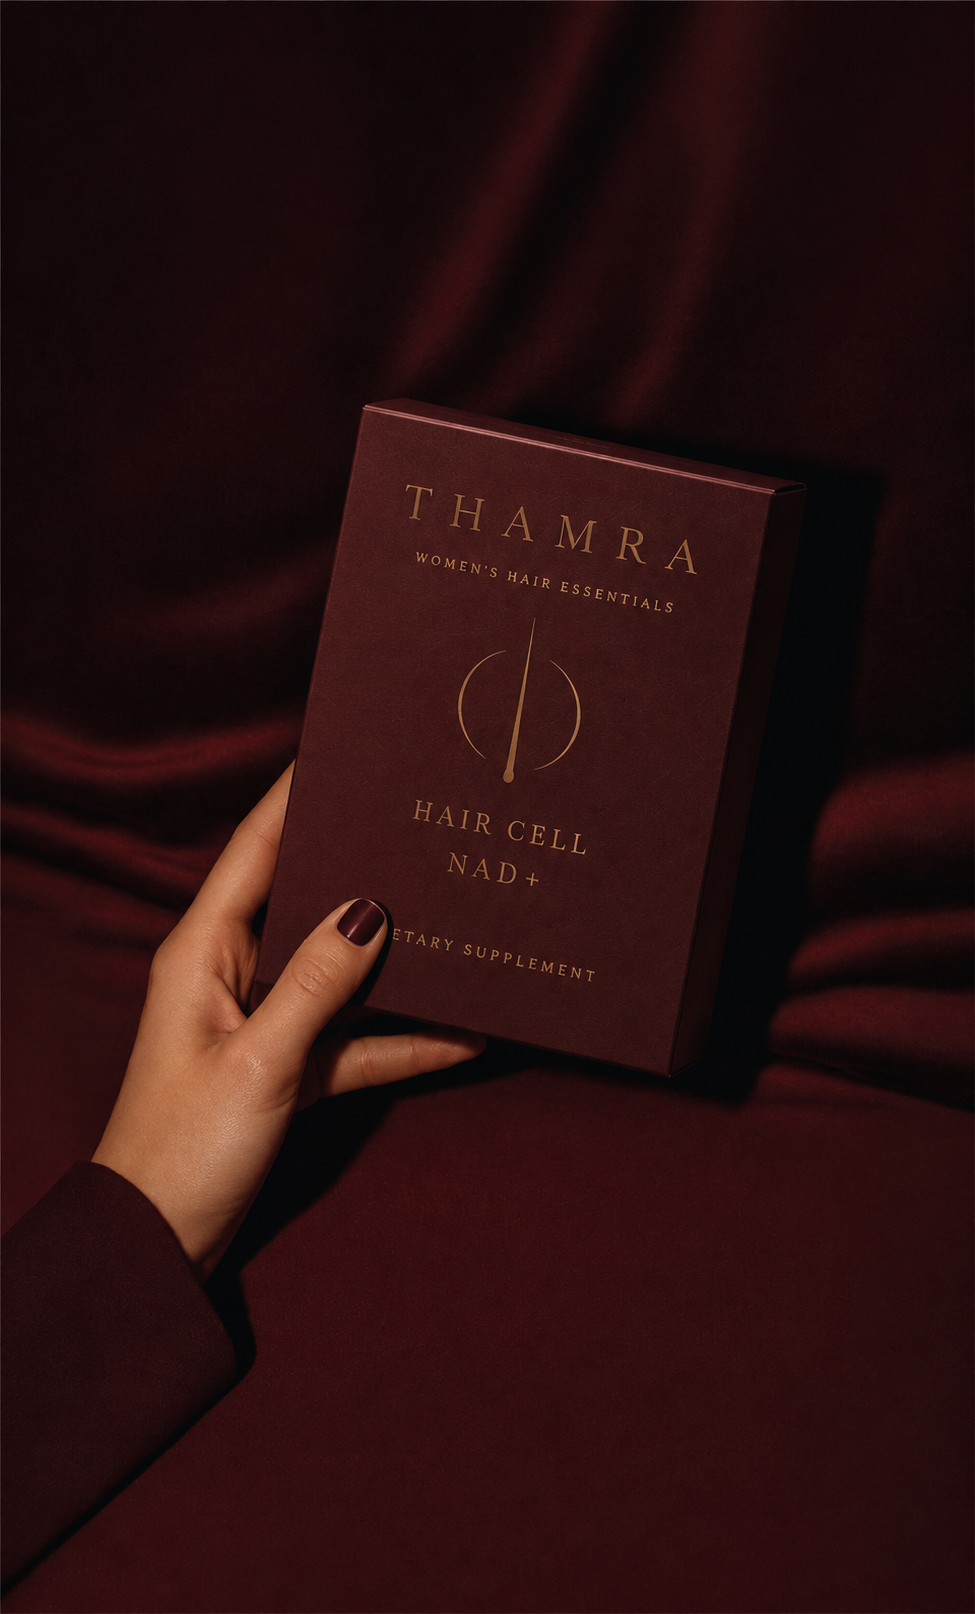 THAMRA
WOMEN'S HAIR ESSENTIALS
HAIR CELL
NAD+
ETARY SUPPLEMENT